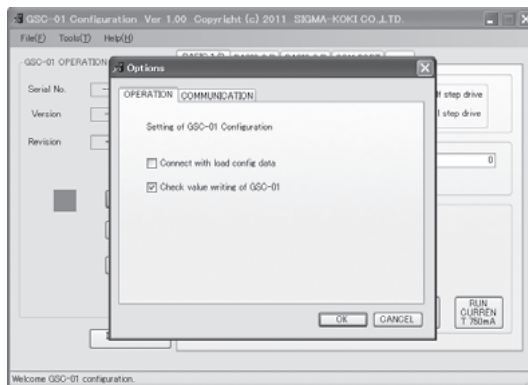 GSC-01 Configuration Ver 1.00 Copyright (c) 2011 SIGMA-KOKI CO.,LTD.
File(F) Tools(T) Help(H)
GSC-01 OPERATION
Serial No.
Version
Revision
Options
OPERATION COMMUNICATION
Setting of GSC-01 Configuration
Connect with load config data
Check value writing of GSC-01
OK CANCEL
step drive
step drive
0
RUN
CURREN
T 750mA
Welcome GSC-01 configuration.